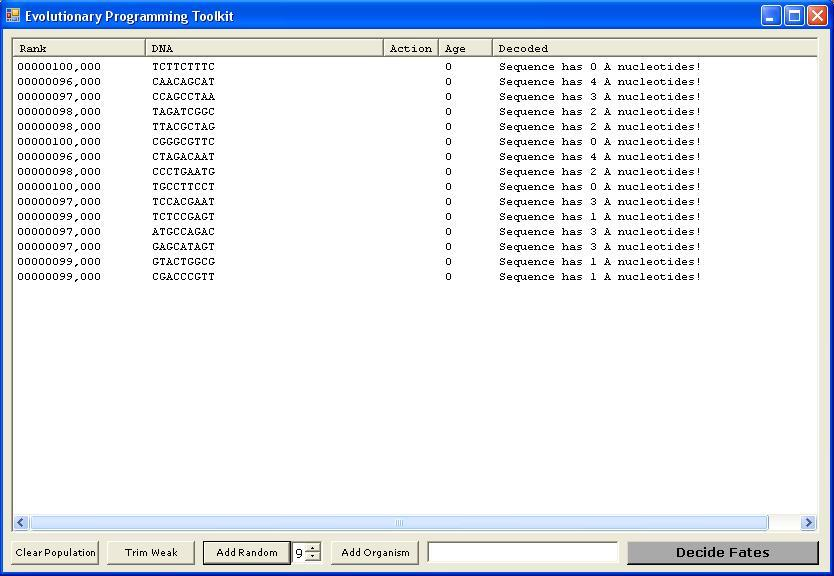 Evolutionary Programming Toolkit
Rank DNA Action Age Decoded
00000100,000 TCTTCTTTC 0 Sequence has 0 A nucleotides!
00000096,000 CAACAGCAT 0 Sequence has 4 A nucleotides!
00000097,000 CCAGCCTAA 0 Sequence has 3 A nucleotides!
00000098,000 TAGATCGGC 0 Sequence has 2 A nucleotides!
00000098,000 TTACGCTAG 0 Sequence has 2 A nucleotides!
00000100,000 CGGGCGTTC 0 Sequence has 0 A nucleotides!
00000096,000 CTAGACAAT 0 Sequence has 4 A nucleotides!
00000098,000 CCCTGAATG 0 Sequence has 2 A nucleotides!
00000100,000 TGCCTTCCT 0 Sequence has 0 A nucleotides!
00000097,000 TCCACGAAT 0 Sequence has 3 A nucleotides!
00000099,000 TCTCCGAGT 0 Sequence has 1 A nucleotides!
00000097,000 ATGCCAGAC 0 Sequence has 3 A nucleotides!
00000097,000 GAGCATAGT 0 Sequence has 3 A nucleotides!
00000099,000 GTACTGGCG 0 Sequence has 1 A nucleotides!
00000099,000 CGACCCGTT 0 Sequence has 1 A nucleotides!
Clear Population Trim Weak Add Random 9 Add Organism Decide Fates